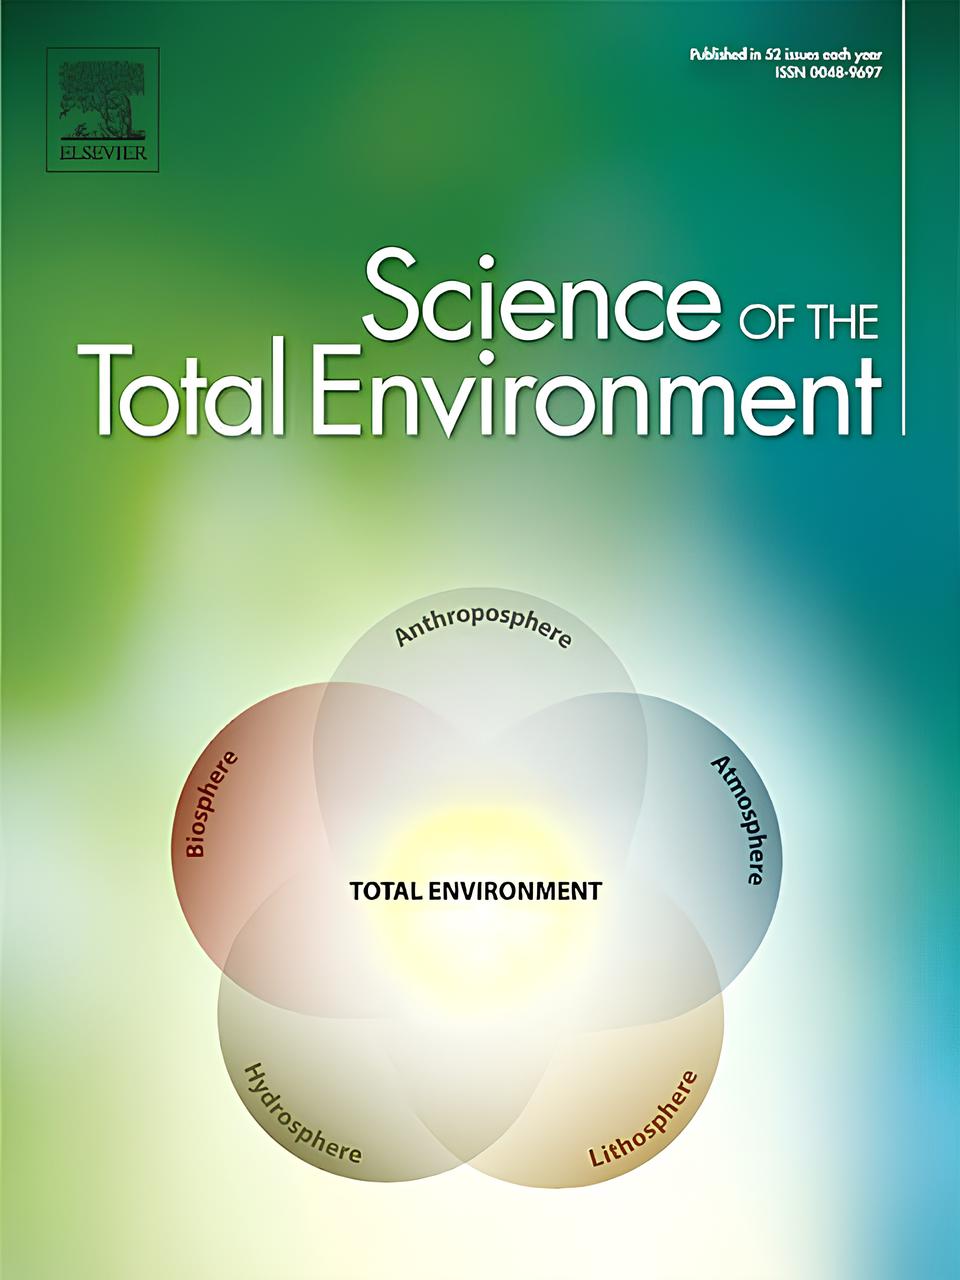 Published in 52 issues each year
ISSN 0048-9697
ELSEVIER
Science OF THE
Total Environment
Anthroposphere
Biosphere
Atmosphere
TOTAL ENVIRONMENT
Hydrosphere
Lithosphere